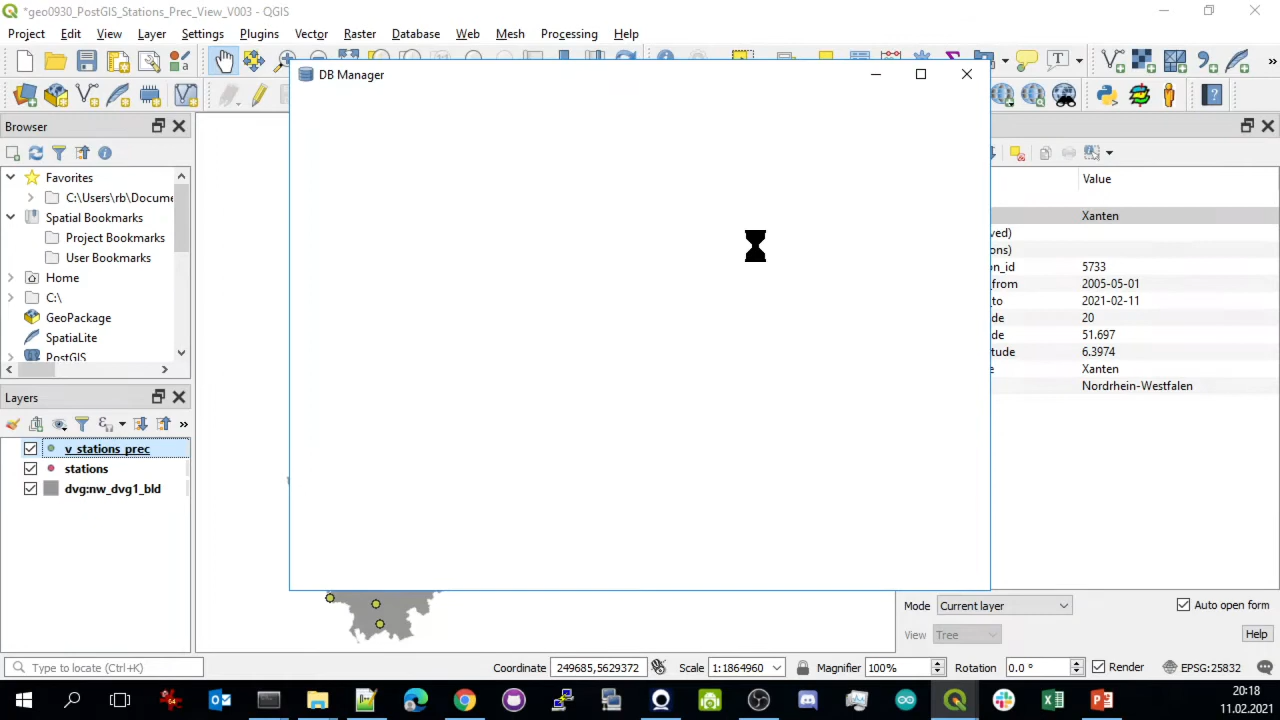 *geo0930_PostGIS_Stations_Prec_View_V003 - QGIS
Project Edit View Layer Settings Plugins Vector Raster Database Web Mesh Processing Help
DB Manager
Browser
Favorites
C:\Users\rb\Docume
Spatial Bookmarks
Project Bookmarks
User Bookmarks
Home
C:\
GeoPackage
SpatiaLite
PostGIS
Layers
v_stations_prec
stations
dvg:nw_dvg1_bld
Value
Xanten
ved)
ons)
n_id 5733
_from 2005-05-01
_to 2021-02-11
de 20
de 51.697
tude 6.3974
e Xanten
Nordrhein-Westfalen
Mode Current layer Auto open form
View Tree Help
Type to locate (Ctrl+K) Coordinate 249685,5629372 Scale 1:1864960 Magnifier 100% Rotation 0.0 ° Render EPSG:25832
20:18
11.02.2021